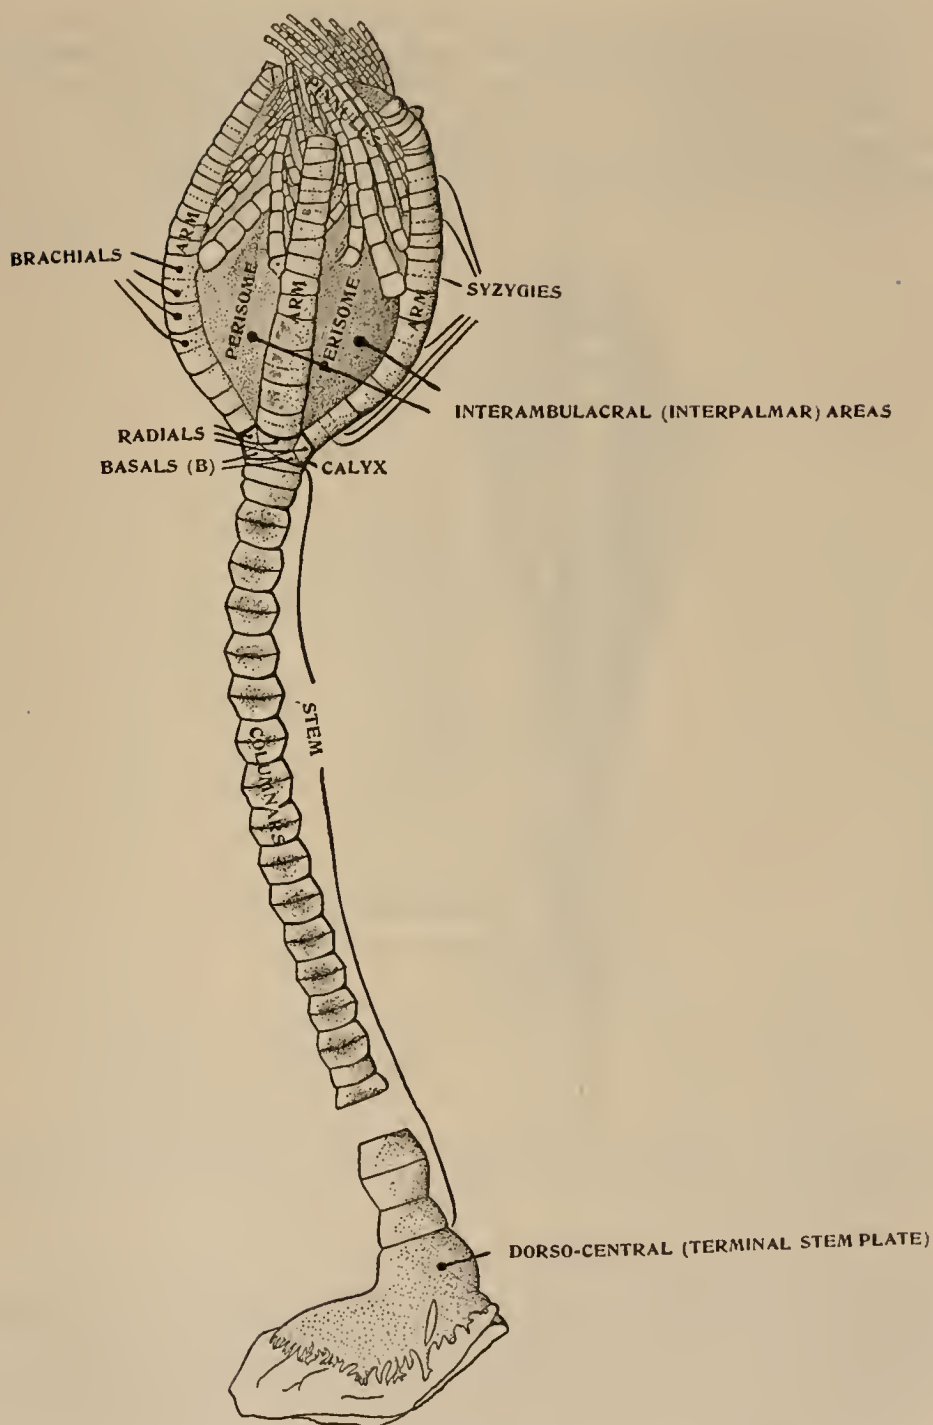 PINNULES
ARM
BRACHIALS
PERISOME
ARM
PERISOME
ARM
SYZYGIES
INTERAMBULACRAL (INTERPALMAR) AREAS
RADIALS
BASALS (B)
CALYX
STEM
COLUMNARS
DORSO-CENTRAL (TERMINAL STEM PLATE)